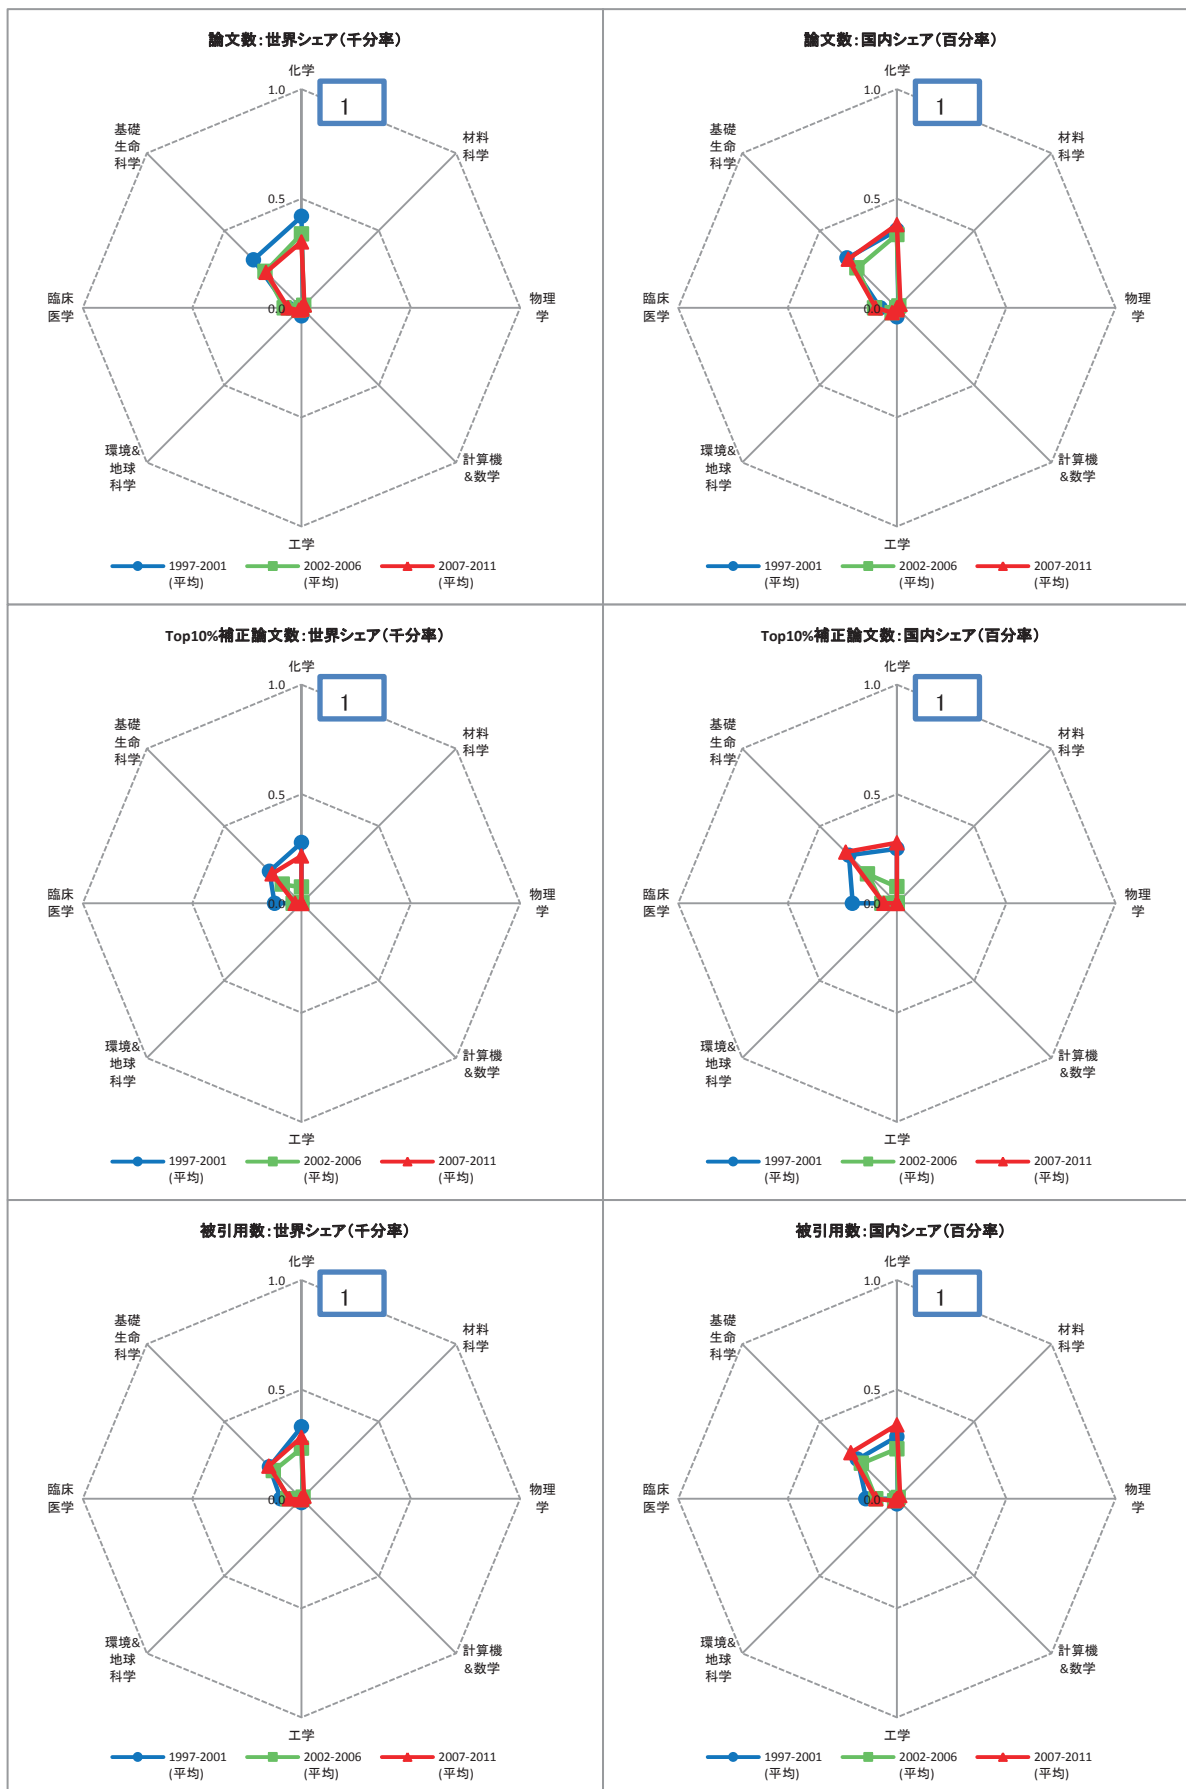 論文数：世界シェア（千分率）
化学
1.0
1
基礎
生命
科学
材料
科学
0.5
臨床
医学
0.0
物理
学
環境&
地球
科学
計算機
&数学
工学
1997-2001
(平均)
2002-2006
(平均)
2007-2011
(平均)
論文数：国内シェア（百分率）
化学
1.0
1
基礎
生命
科学
材料
科学
0.5
臨床
医学
0.0
物理
学
環境&
地球
科学
計算機
&数学
工学
1997-2001
(平均)
2002-2006
(平均)
2007-2011
(平均)
Top10%補正論文数：世界シェア（千分率）
化学
1.0
1
基礎
生命
科学
材料
科学
0.5
臨床
医学
0.0
物理
学
環境&
地球
科学
計算機
&数学
工学
1997-2001
(平均)
2002-2006
(平均)
2007-2011
(平均)
Top10%補正論文数：国内シェア（百分率）
化学
1.0
1
基礎
生命
科学
材料
科学
0.5
臨床
医学
0.0
物理
学
環境&
地球
科学
計算機
&数学
工学
1997-2001
(平均)
2002-2006
(平均)
2007-2011
(平均)
被引用数：世界シェア（千分率）
化学
1.0
1
基礎
生命
科学
材料
科学
0.5
臨床
医学
0.0
物理
学
環境&
地球
科学
計算機
&数学
工学
1997-2001
(平均)
2002-2006
(平均)
2007-2011
(平均)
被引用数：国内シェア（百分率）
化学
1.0
1
基礎
生命
科学
材料
科学
0.5
臨床
医学
0.0
物理
学
環境&
地球
科学
計算機
&数学
工学
1997-2001
(平均)
2002-2006
(平均)
2007-2011
(平均)